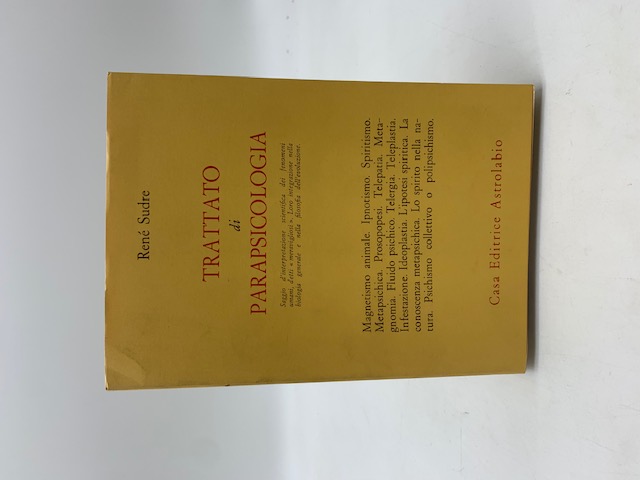 René Sudre
TRATTATO
di
PARAPSICOLOGIA
Saggio d'interpretazione scientifica dei fenomeni
umani detti « meravigliosi ». Loro integrazione nella
biologia generale e nella filosofia dell'evoluzione.
Magnetismo animale. Ipnotismo. Spiritismo.
Metapsichica. Prosopopesi. Telepatia. Meta-
gnomia. Fluido psichico. Telergia. Teleplastia.
Infestazione. Ideoplastia. L'ipotesi spiritica. La
conoscenza metapsichica. Lo spirito nella na-
tura. Psichismo collettivo o polipsichismo.
Casa Editrice Astrolabio